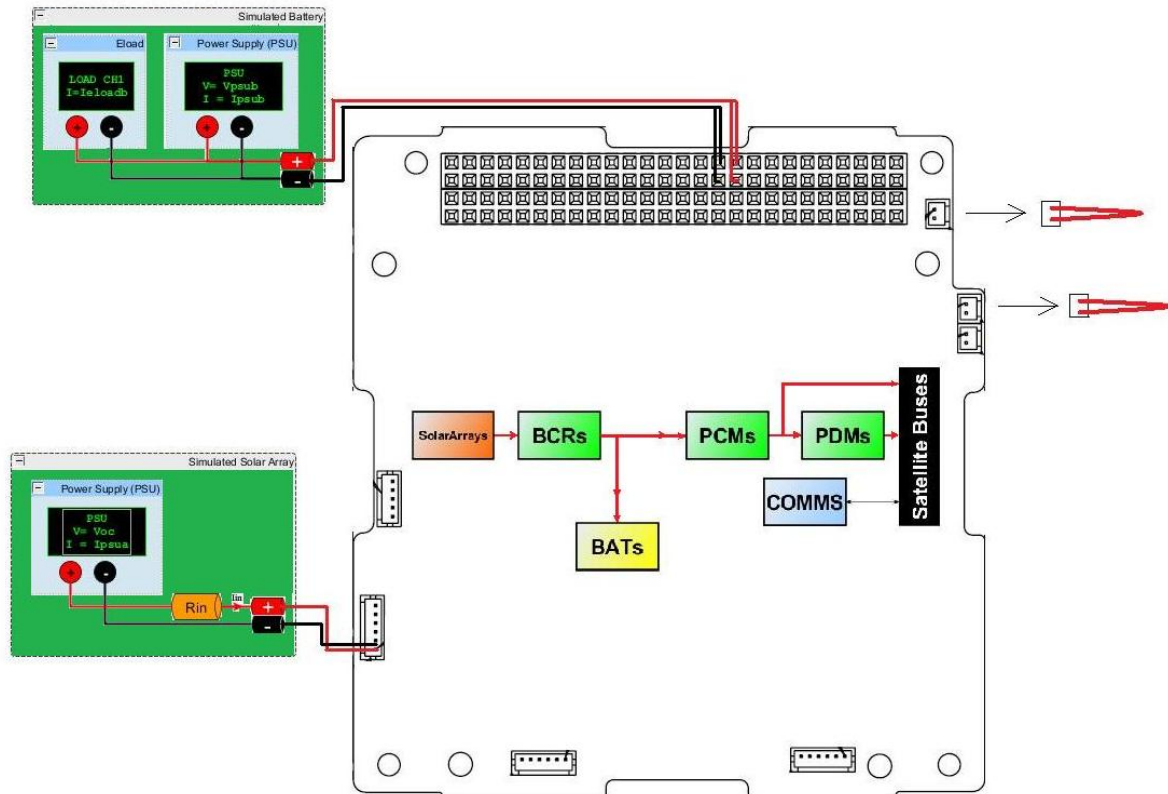 Simulated Battery
Eload
LOAD CH1
I=Ieloadb
+
-
Power Supply (PSU)
PSU
V= Vpsub
I = Ipsub
+
-
+
-
Simulated Solar Array
Power Supply (PSU)
PSU
V= Voc
I = Ipsua
+
-
Rin
Iin
+
-
SolarArrays
BCRs
PCMs
PDMs
COMMS
BATs
Satellite Buses